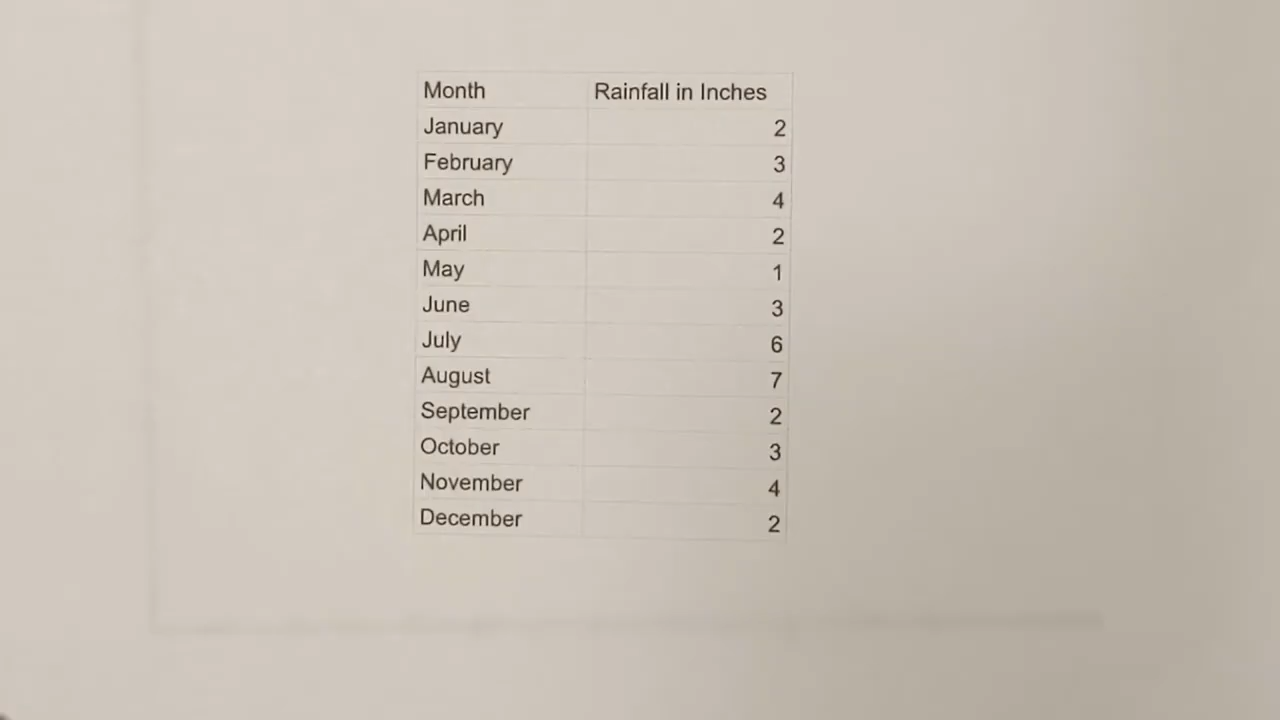 Month Rainfall in Inches
January 2
February 3
March 4
April 2
May 1
June 3
July 6
August 7
September 2
October 3
November 4
December 2